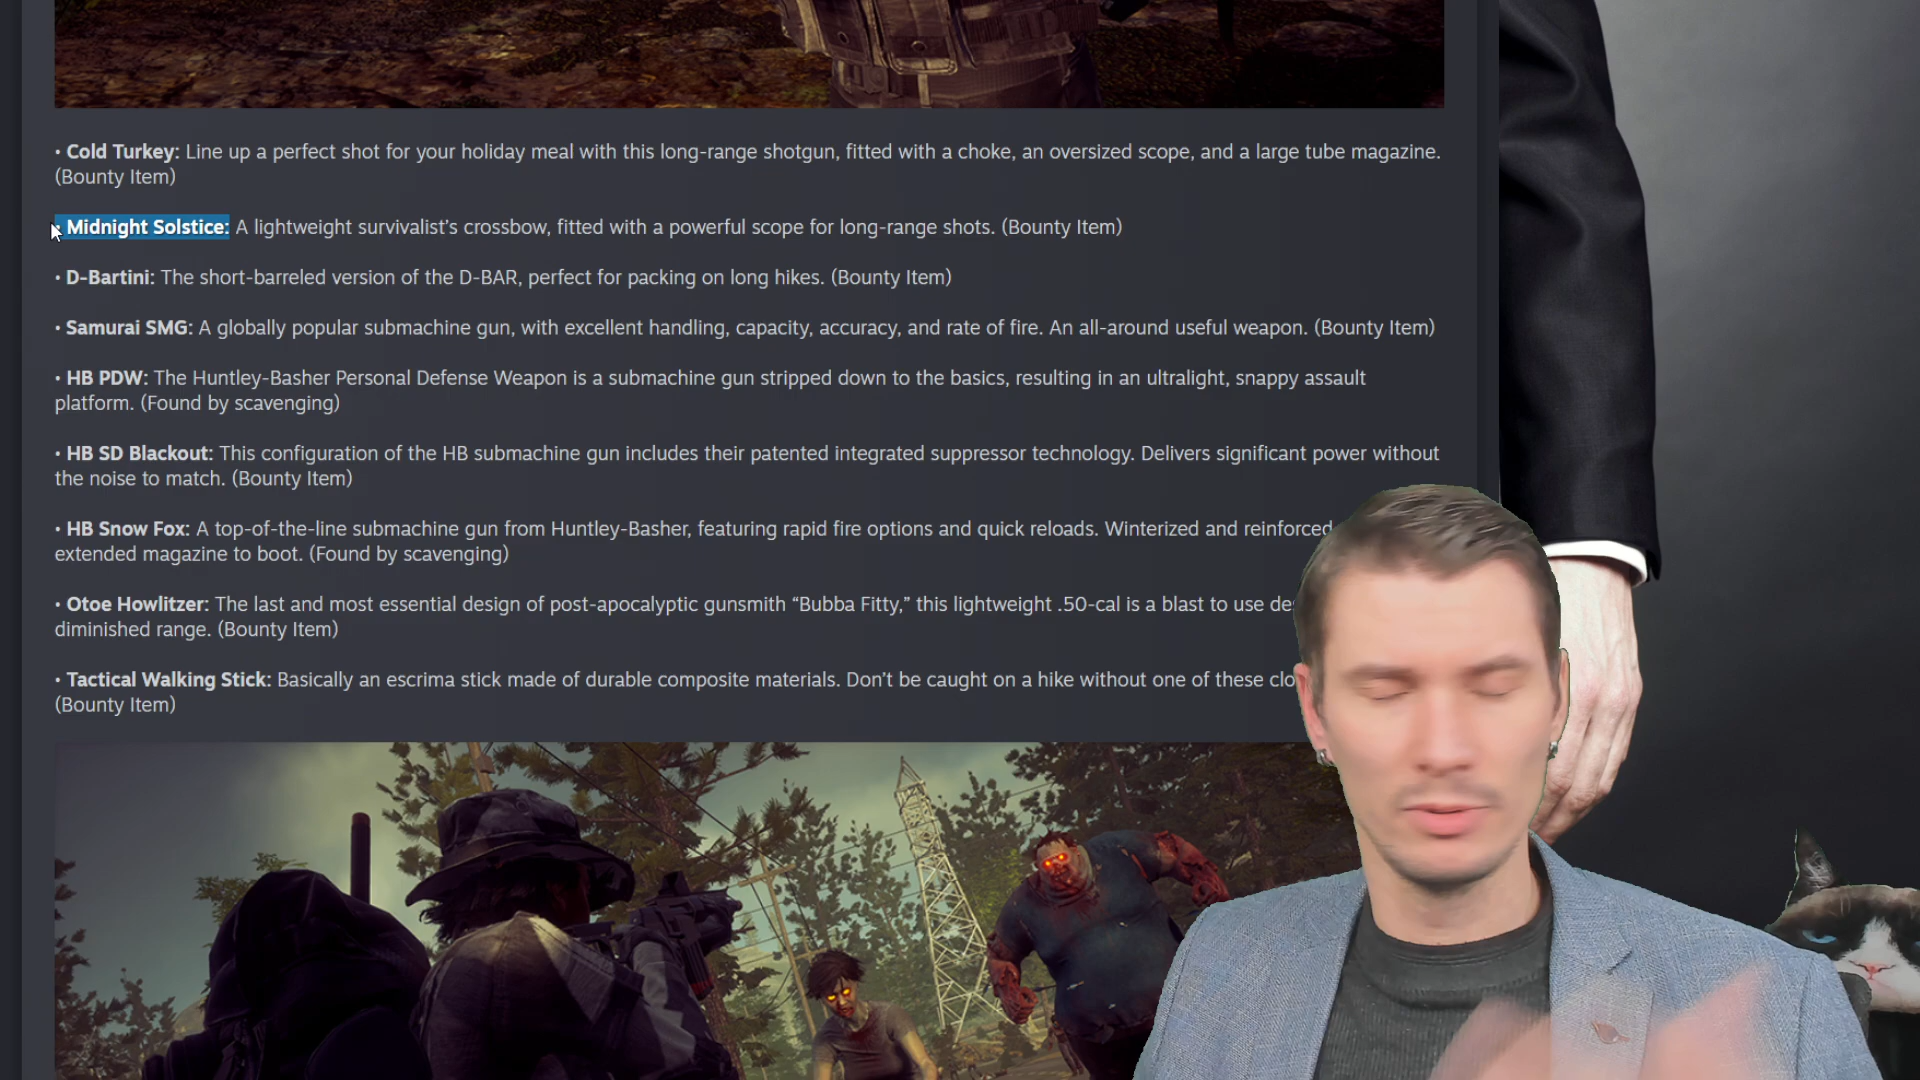 • Cold Turkey: Line up a perfect shot for your holiday meal with this long-range shotgun, fitted with a choke, an oversized scope, and a large tube magazine.
(Bounty Item)
• Midnight Solstice: A lightweight survivalist's crossbow, fitted with a powerful scope for long-range shots. (Bounty Item)
• D-Bartini: The short-barreled version of the D-BAR, perfect for packing on long hikes. (Bounty Item)
• Samurai SMG: A globally popular submachine gun, with excellent handling, capacity, accuracy, and rate of fire. An all-around useful weapon. (Bounty Item)
• HB PDW: The Huntley-Basher Personal Defense Weapon is a submachine gun stripped down to the basics, resulting in an ultralight, snappy assault
platform. (Found by scavenging)
• HB SD Blackout: This configuration of the HB submachine gun includes their patented integrated suppressor technology. Delivers significant power without
the noise to match. (Bounty Item)
• HB Snow Fox: A top-of-the-line submachine gun from Huntley-Basher, featuring rapid fire options and quick reloads. Winterized and reinforced
extended magazine to boot. (Found by scavenging)
• Otoe Howlitzer: The last and most essential design of post-apocalyptic gunsmith “Bubba Fitty,” this lightweight .50-cal is a blast to use
diminished range. (Bounty Item)
• Tactical Walking Stick: Basically an escrima stick made of durable composite materials. Don't be caught on a hike without one of these
(Bounty Item)